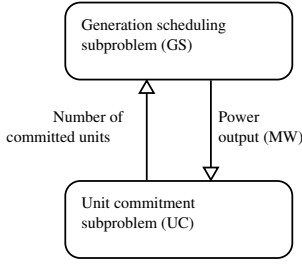 Generation scheduling
subproblem (GS)
Number of
committed units
Power
output (MW)
Unit commitment
subproblem (UC)